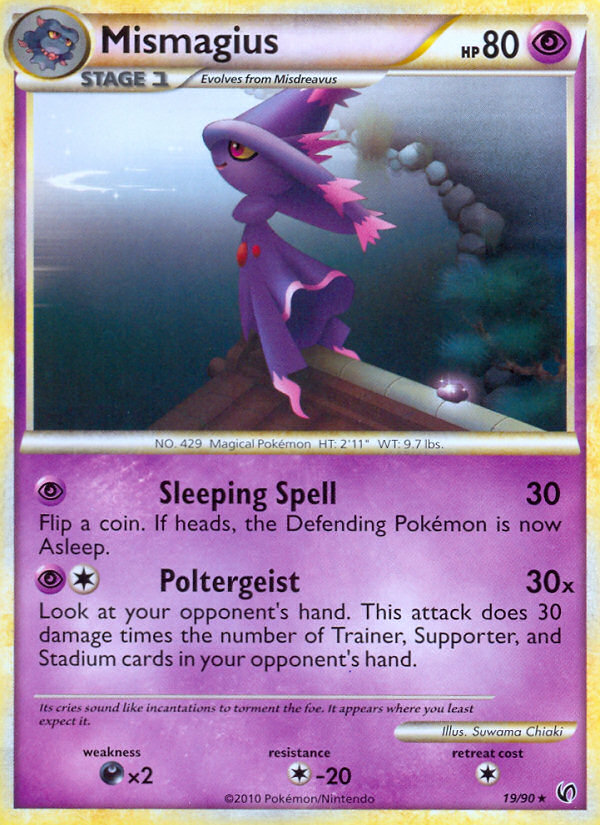 Mismagius
HP 80
STAGE 1
Evolves from Misdreavus
NO. 429 Magical Pokémon HT: 2'11" WT: 9.7 lbs.
Sleeping Spell 30
Flip a coin. If heads, the Defending Pokémon is now
Asleep.
Poltergeist 30x
Look at your opponent's hand. This attack does 30
damage times the number of Trainer, Supporter, and
Stadium cards in your opponent's hand.
Its cries sound like incantations to torment the foe. It appears where you least
expect it.
Illus. Suwama Chiaki
weakness resistance retreat cost
x2 -20
©2010 Pokémon/Nintendo 19/90 ★